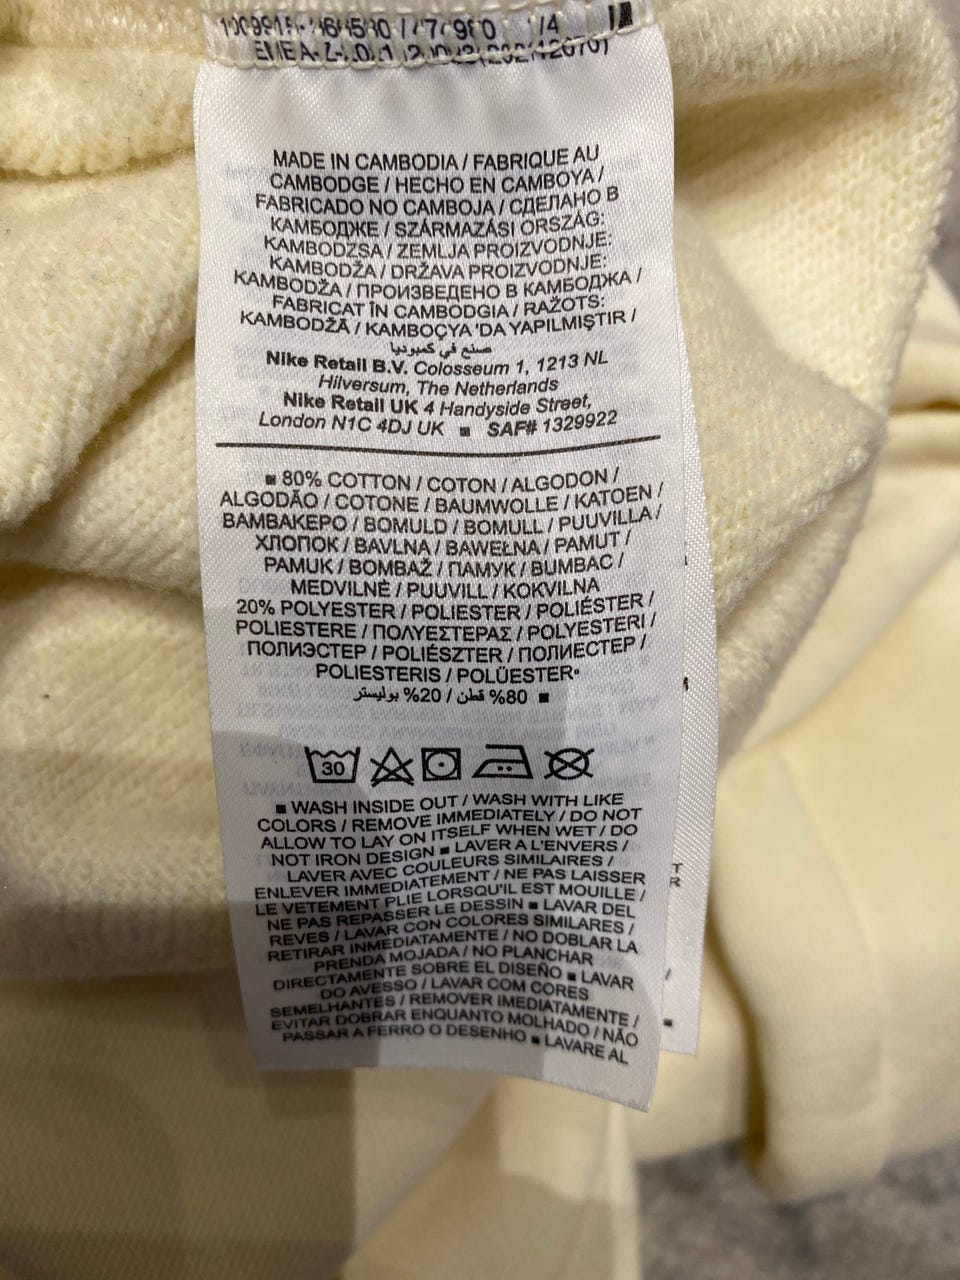 MADE IN CAMBODIA / FABRIQUE AU
CAMBODGE / HECHO EN CAMBOYA /
FABRICADO NO CAMBOJA / СДЕЛАНО В
КАМБОДЖЕ / SZÁRMAZÁSI ORSZÁG:
KAMBODZSA / ZEMLJA PROIZVODNJE:
KAMBODŽA / DRŽAVA PROIZVODNJE:
KAMBODŽA / ПРОИЗВЕДЕНО В КАМБОДЖА /
FABRICAT ÎN CAMBODGIA / RAŽOTS:
KAMBODŽĀ / KAMBOÇYA 'DA YAPILMIŞTIR /
صنع في كمبوديا
Nike Retail B.V. Colosseum 1, 1213 NL
Hilversum, The Netherlands
Nike Retail UK 4 Handyside Street,
London N1C 4DJ UK ■ SAF# 1329922
■ 80% COTTON / COTON / ALGODON /
ALGODÃO / COTONE / BAUMWOLLE / KATOEN /
ΒΑΜΒΑΚΕΡΟ / BOMULD / BOMULL / PUUVILLA /
ХЛОПОК / BAVLNA / BAWEŁNA / PAMUT /
PAMUK / BOMBAŽ / ПАМУК / BUMBAC /
MEDVILNĖ / PUUVILL / KOKVILNA
20% POLYESTER / POLIESTER / POLIÉSTER /
POLIESTERE / ΠΟΛΥΕΣΤΕΡΑΣ / POLYESTERI /
ПОЛИЭСТЕР / POLIÉSZTER / ПОЛИЕСТЕР /
POLIESTERIS / POLÜESTER
80% قطن / 20% بوليستر ■
30
■ WASH INSIDE OUT / WASH WITH LIKE
COLORS / REMOVE IMMEDIATELY / DO NOT
ALLOW TO LAY ON ITSELF WHEN WET / DO
NOT IRON DESIGN ■ LAVER A L'ENVERS /
LAVER AVEC COULEURS SIMILAIRES /
ENLEVER IMMEDIATEMENT / NE PAS LAISSER
LE VETEMENT PLIE LORSQU'IL EST MOUILLE /
NE PAS REPASSER LE DESSIN ■ LAVAR DEL
REVES / LAVAR CON COLORES SIMILARES /
RETIRAR INMEDIATAMENTE / NO DOBLAR LA
PRENDA MOJADA / NO PLANCHAR
DIRECTAMENTE SOBRE EL DISEÑO ■ LAVAR
DO AVESSO / LAVAR COM CORES
SEMELHANTES / REMOVER IMEDIATAMENTE /
EVITAR DOBRAR ENQUANTO MOLHADO / NÃO
PASSAR A FERRO O DESENHO ■ LAVARE AL